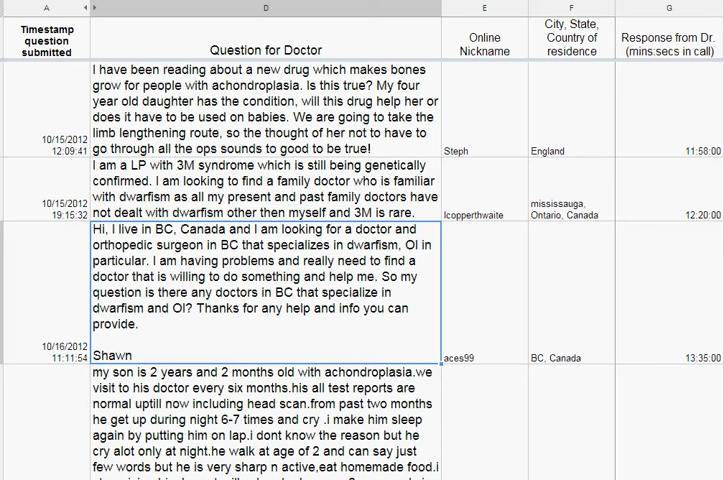 A
D
E
F
G
Timestamp
question
submitted
Question for Doctor
Online
Nickname
City, State,
Country of
residence
Response from Dr.
(mins:secs in call)
I have been reading about a new drug which makes bones
grow for people with achondroplasia. Is this true? My four
year old daughter has the condition, will this drug help her or
does it have to be used on babies. We are going to take the
limb lengthening route, so the thought of her not to have to
go through all the ops sounds to good to be true!
10/15/2012
12:09:41
Steph
England
11:58:00
I am a LP with 3M syndrome which is still being genetically
confirmed. I am looking to find a family doctor who is familiar
with dwarfism as all my present and past family doctors have
not dealt with dwarfism other then myself and 3M is rare.
10/15/2012
19:15:32
lcopperthwaite
mississauga,
Ontario, Canada
12:20:00
Hi, I live in BC, Canada and I am looking for a doctor and
orthopedic surgeon in BC that specializes in dwarfism, OI in
particular. I am having problems and really need to find a
doctor that is willing to do something and help me. So my
question is there any doctors in BC that specialize in
dwarfism and OI? Thanks for any help and info you can
provide.
Shawn
10/16/2012
11:11:54
aces99
BC, Canada
13:35:00
my son is 2 years and 2 months old with achondroplasia.we
visit to his doctor every six months.his all test reports are
normal uptill now including head scan.from past two months
he get up during night 6-7 times and cry .i make him sleep
again by putting him on lap.i dont know the reason but he
cry alot only at night.he walk at age of 2 and can say just
few words but he is very sharp n active,eat homemade food.i